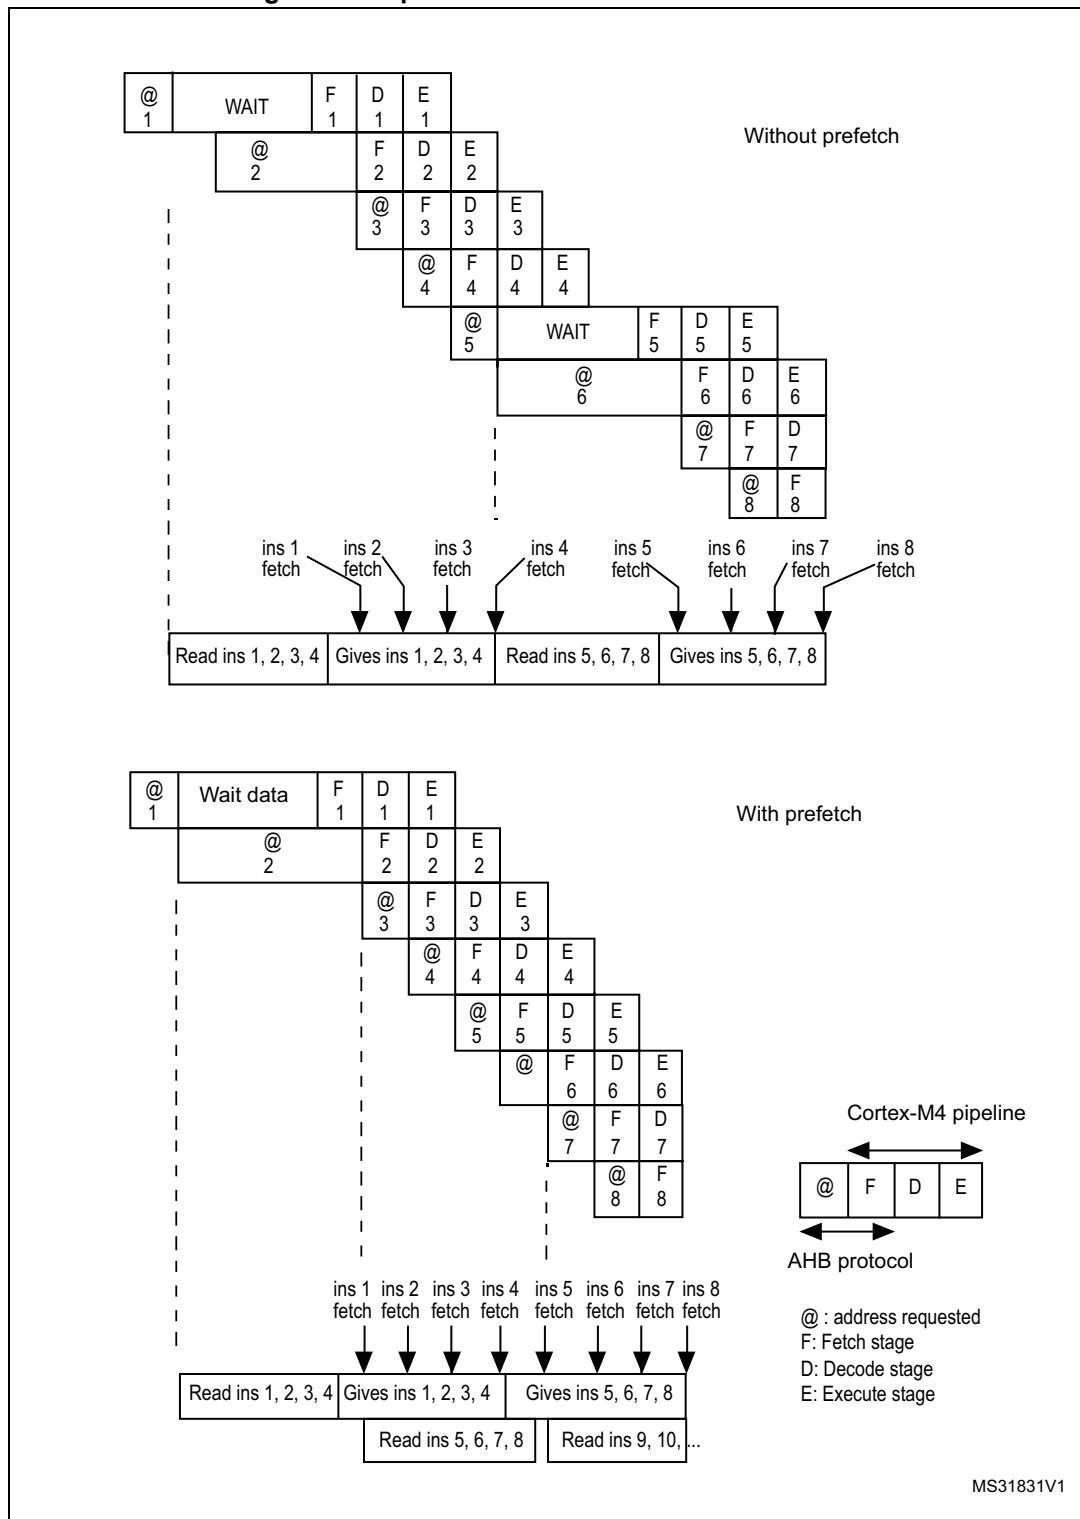 @ WAIT F D E
1 1 1 1
Without prefetch
@ F D E
2 2 2 2
@ F D E
3 3 3 3
@ F D E
4 4 4 4
@ WAIT F D E
5 5 5 5
@ F D E
6 6 6 6
@ F D
7 7 7
@ F
8 8
ins 1 ins 2 ins 3 ins 4 ins 5 ins 6 ins 7 ins 8
fetch fetch fetch fetch fetch fetch fetch fetch
Read ins 1, 2, 3, 4 Gives ins 1, 2, 3, 4 Read ins 5, 6, 7, 8 Gives ins 5, 6, 7, 8
@ Wait data F D E
1 1 1 1
With prefetch
@ F D E
2 2 2 2
@ F D E
3 3 3 3
@ F D E
4 4 4 4
@ F D E
5 5 5 5
@ F D E
6 6 6
@ F D
7 7 7
@ F
8 8
Cortex-M4 pipeline
@ F D E
AHB protocol
@ : address requested
F: Fetch stage
D: Decode stage
E: Execute stage
ins 1 ins 2 ins 3 ins 4 ins 5 ins 6 ins 7 ins 8
fetch fetch fetch fetch fetch fetch fetch fetch
Read ins 1, 2, 3, 4 Gives ins 1, 2, 3, 4 Gives ins 5, 6, 7, 8
Read ins 5, 6, 7, 8 Read ins 9, 10, ...
MS31831V1